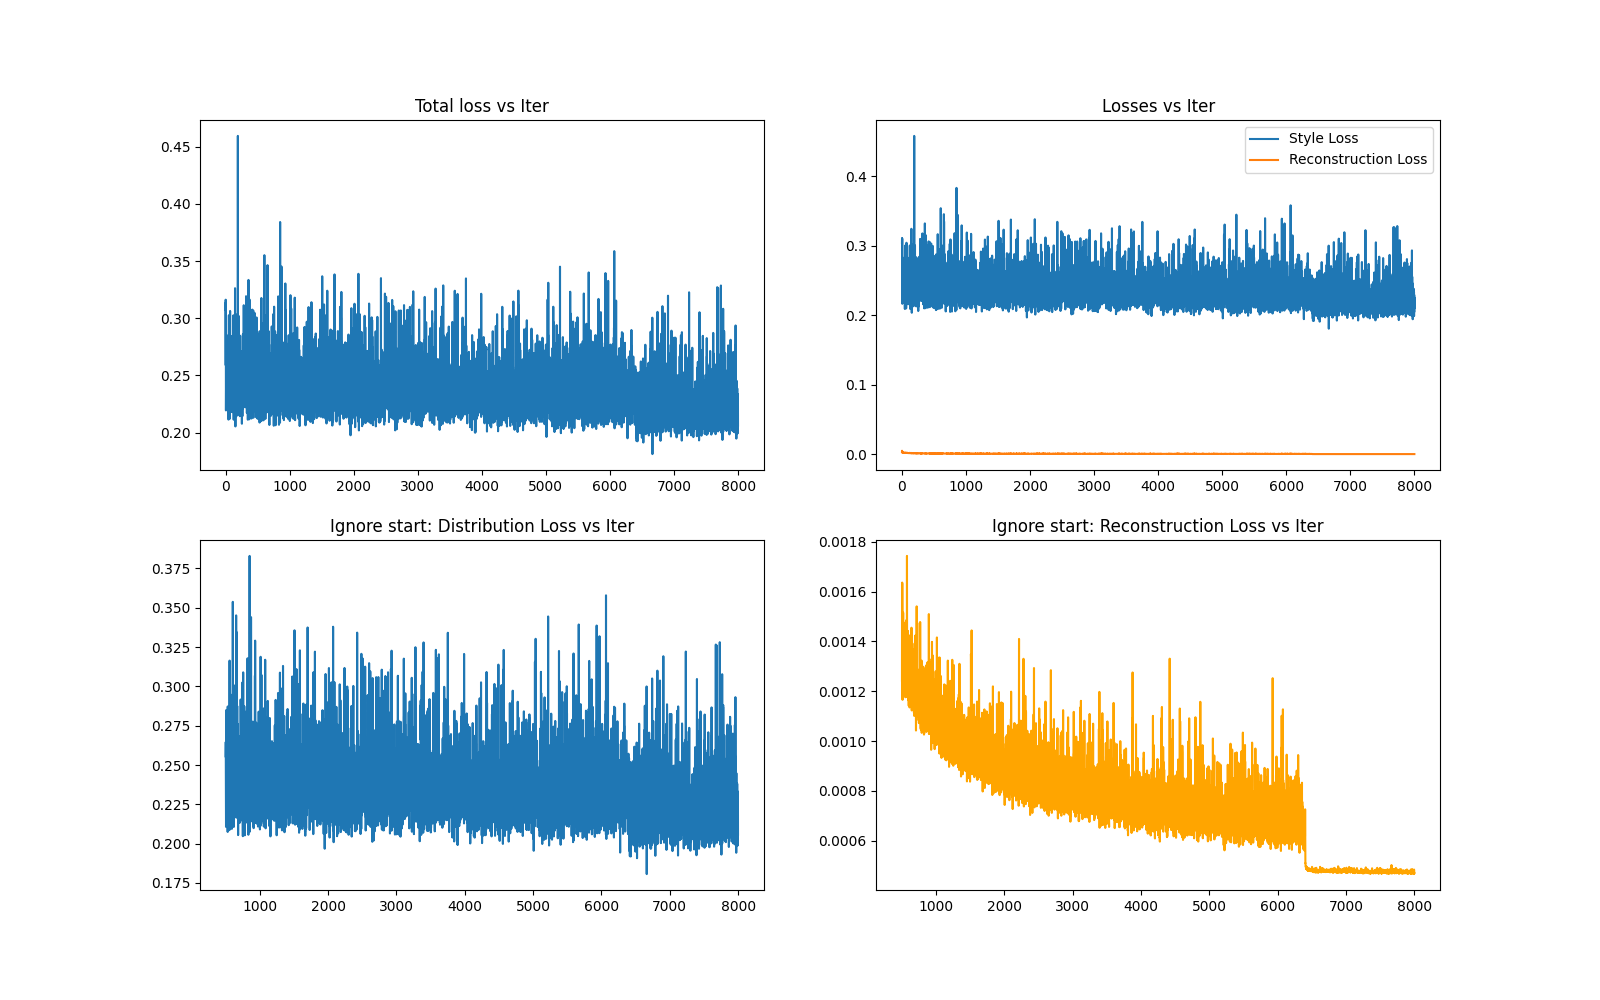 Total loss vs Iter
0.45
0.40
0.35
0.30
0.25
0.20
0 1000 2000 3000 4000 5000 6000 7000 8000
Losses vs Iter
Style Loss
Reconstruction Loss
0.4
0.3
0.2
0.1
0.0
0 1000 2000 3000 4000 5000 6000 7000 8000
Ignore start: Distribution Loss vs Iter
0.375
0.350
0.325
0.300
0.275
0.250
0.225
0.200
0.175
1000 2000 3000 4000 5000 6000 7000 8000
Ignore start: Reconstruction Loss vs Iter
0.0018
0.0016
0.0014
0.0012
0.0010
0.0008
0.0006
1000 2000 3000 4000 5000 6000 7000 8000